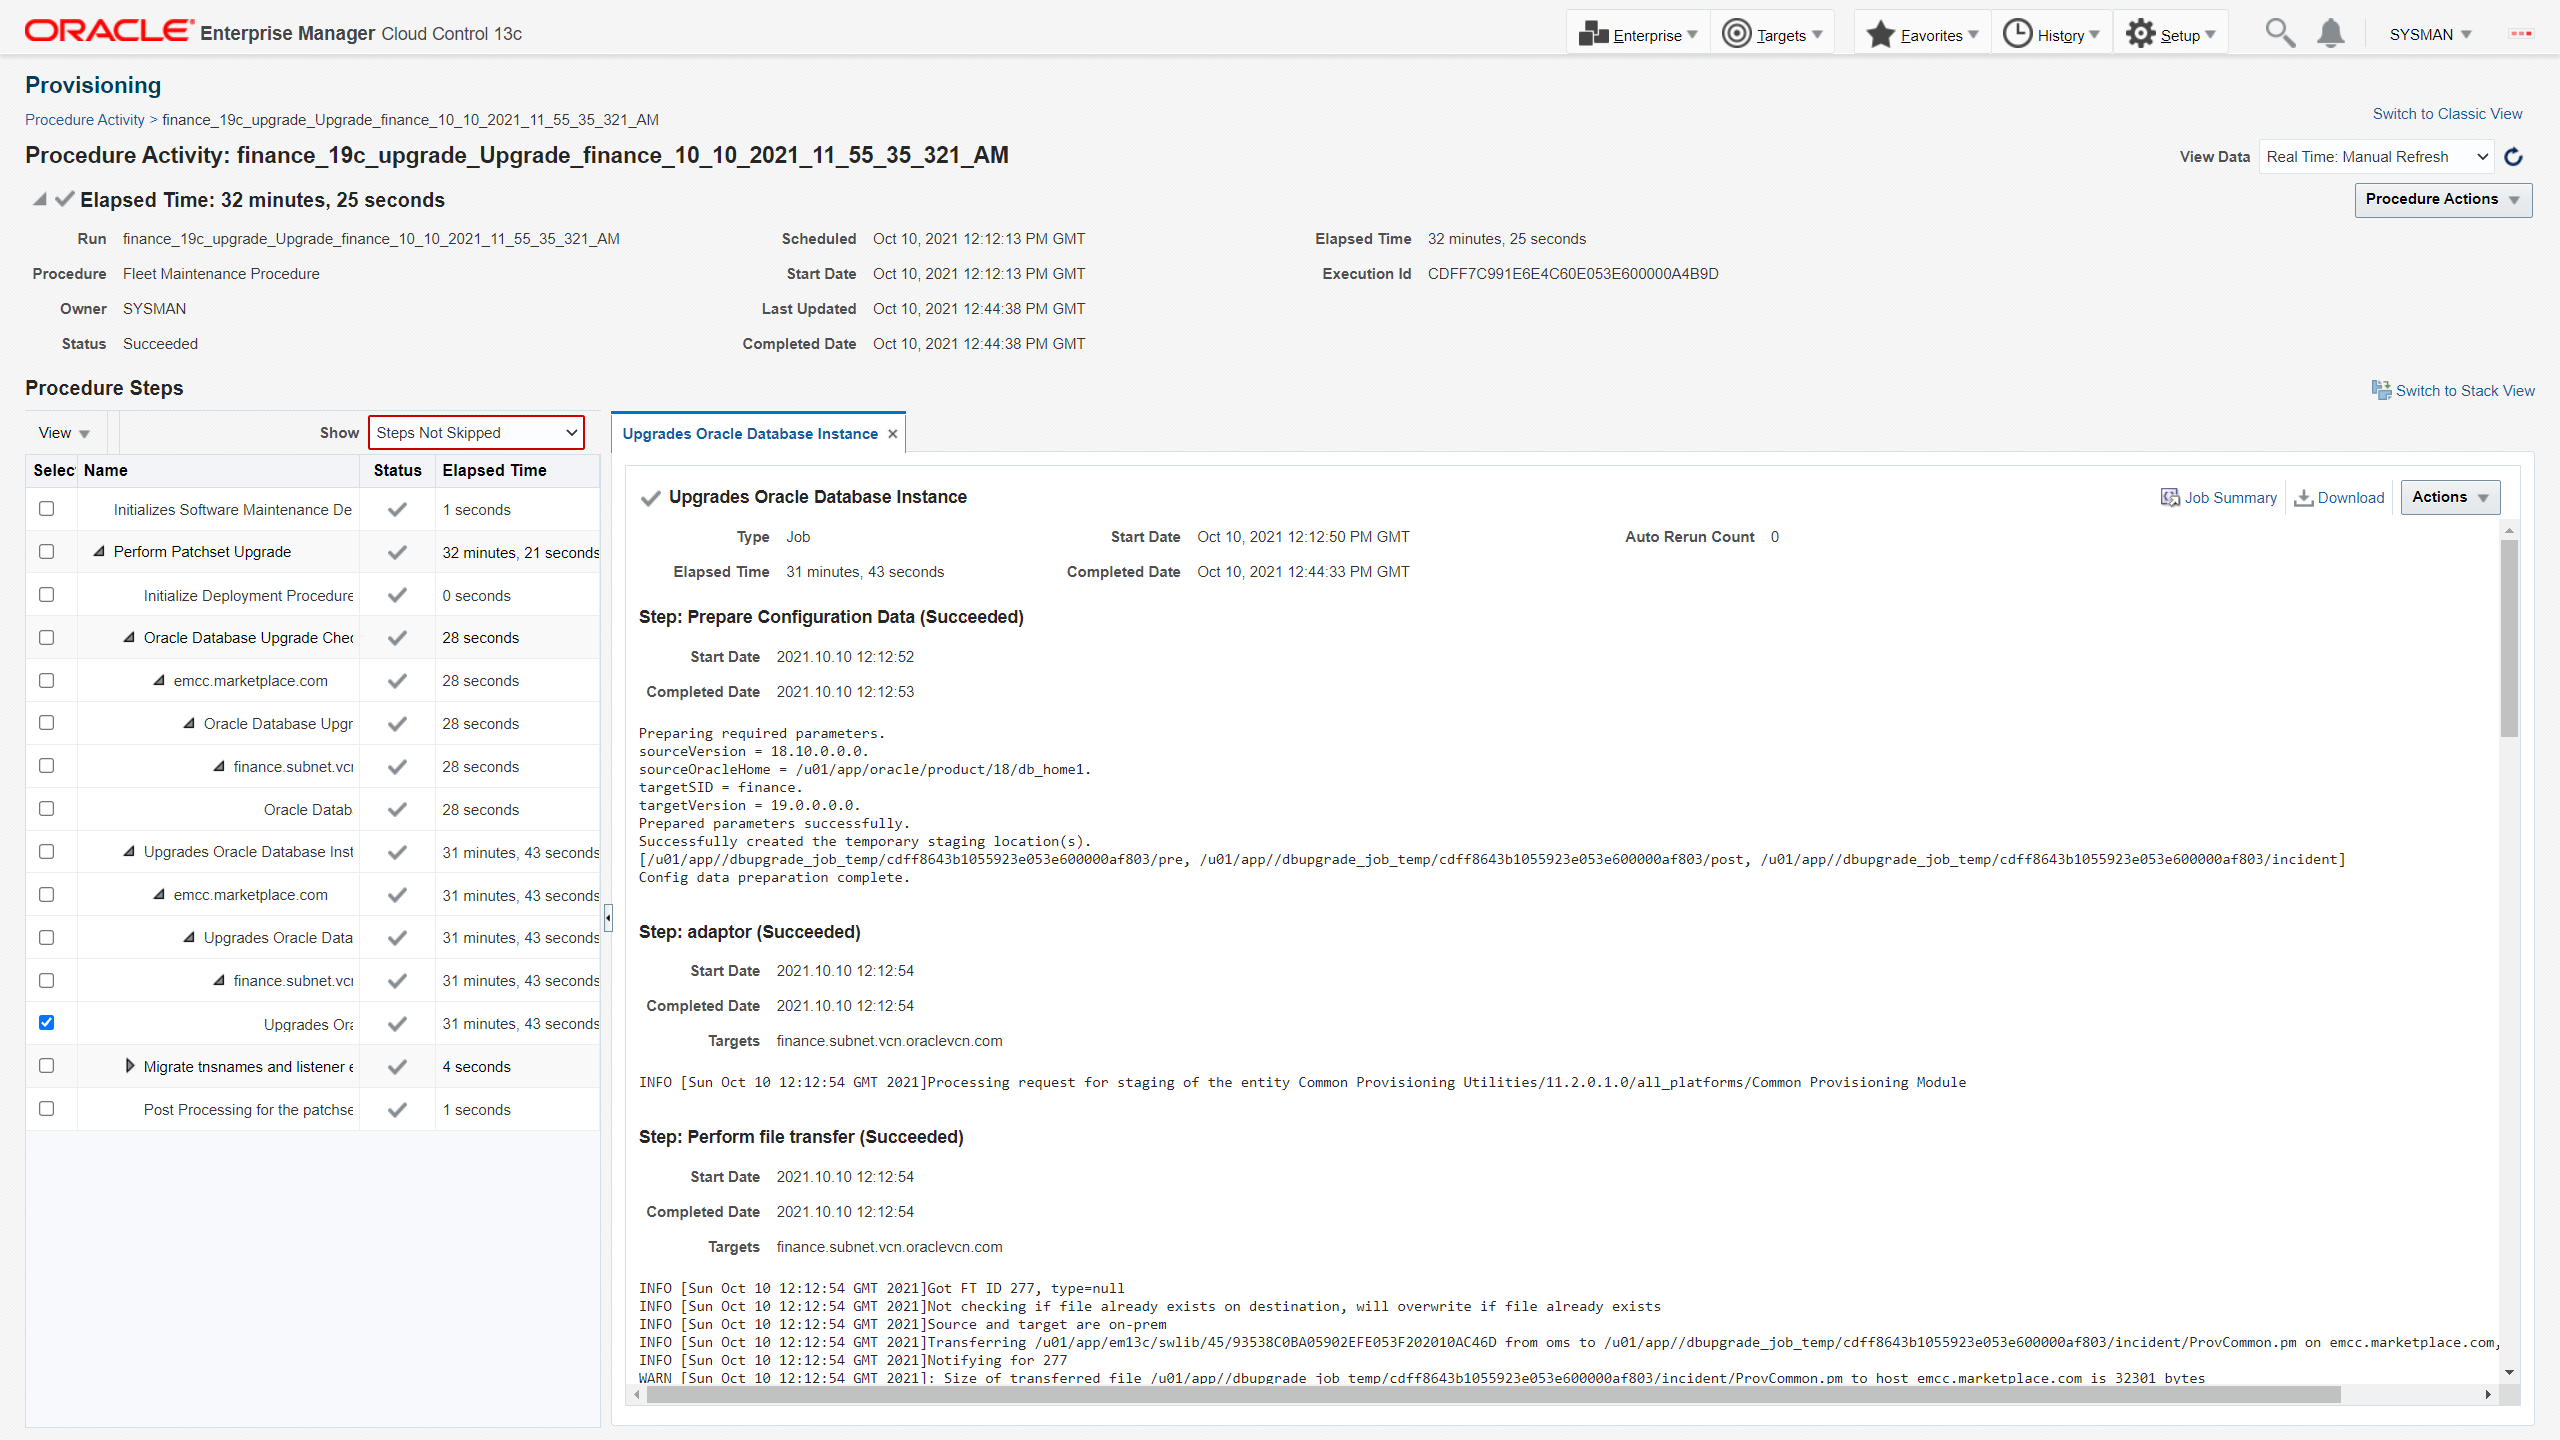 ORACLE Enterprise Manager Cloud Control 13c
Enterprise
Targets
Favorites
History
Setup
SYSMAN
Provisioning
Procedure Activity > finance_19c_upgrade_Upgrade_finance_10_10_2021_11_55_35_321_AM
Switch to Classic View
Procedure Activity: finance_19c_upgrade_Upgrade_finance_10_10_2021_11_55_35_321_AM
View Data Real Time: Manual Refresh
Elapsed Time: 32 minutes, 25 seconds
Procedure Actions
Run finance_19c_upgrade_Upgrade_finance_10_10_2021_11_55_35_321_AM
Procedure Fleet Maintenance Procedure
Owner SYSMAN
Status Succeeded
Scheduled Oct 10, 2021 12:12:13 PM GMT
Start Date Oct 10, 2021 12:12:13 PM GMT
Last Updated Oct 10, 2021 12:44:38 PM GMT
Completed Date Oct 10, 2021 12:44:38 PM GMT
Elapsed Time 32 minutes, 25 seconds
Execution Id CDFF7C991E6E4C60E053E600000A4B9D
Procedure Steps
Switch to Stack View
View
Show Steps Not Skipped
Selec Name Status Elapsed Time
Initializes Software Maintenance De 1 seconds
Perform Patchset Upgrade 32 minutes, 21 seconds
Initialize Deployment Procedure 0 seconds
Oracle Database Upgrade Chec 28 seconds
emcc.marketplace.com 28 seconds
Oracle Database Upgr 28 seconds
finance.subnet.vcn 28 seconds
Oracle Datab 28 seconds
Upgrades Oracle Database Inst 31 minutes, 43 seconds
emcc.marketplace.com 31 minutes, 43 seconds
Upgrades Oracle Data 31 minutes, 43 seconds
finance.subnet.vcn 31 minutes, 43 seconds
Upgrades Ora 31 minutes, 43 seconds
Migrate tnsnames and listener e 4 seconds
Post Processing for the patchse 1 seconds
Upgrades Oracle Database Instance
Upgrades Oracle Database Instance
Job Summary
Download
Actions
Type Job
Elapsed Time 31 minutes, 43 seconds
Start Date Oct 10, 2021 12:12:50 PM GMT
Completed Date Oct 10, 2021 12:44:33 PM GMT
Auto Rerun Count 0
Step: Prepare Configuration Data (Succeeded)
Start Date 2021.10.10 12:12:52
Completed Date 2021.10.10 12:12:53
Preparing required parameters.
sourceVersion = 18.10.0.0.0.
sourceOracleHome = /u01/app/oracle/product/18/db_home1.
targetSID = finance.
targetVersion = 19.0.0.0.0.
Prepared parameters successfully.
Successfully created the temporary staging location(s).
[/u01/app//dbupgrade_job_temp/cdff8643b1055923e053e600000af803/pre, /u01/app//dbupgrade_job_temp/cdff8643b1055923e053e600000af803/post, /u01/app//dbupgrade_job_temp/cdff8643b1055923e053e600000af803/incident]
Config data preparation complete.
Step: adaptor (Succeeded)
Start Date 2021.10.10 12:12:54
Completed Date 2021.10.10 12:12:54
Targets finance.subnet.vcn.oraclevcn.com
INFO [Sun Oct 10 12:12:54 GMT 2021]Processing request for staging of the entity Common Provisioning Utilities/11.2.0.1.0/all_platforms/Common Provisioning Module
Step: Perform file transfer (Succeeded)
Start Date 2021.10.10 12:12:54
Completed Date 2021.10.10 12:12:54
Targets finance.subnet.vcn.oraclevcn.com
INFO [Sun Oct 10 12:12:54 GMT 2021]Got FT ID 277, type=null
INFO [Sun Oct 10 12:12:54 GMT 2021]Not checking if file already exists on destination, will overwrite if file already exists
INFO [Sun Oct 10 12:12:54 GMT 2021]Source and target are on-prem
INFO [Sun Oct 10 12:12:54 GMT 2021]Transferring /u01/app/em13c/swlib/45/93538C0BA05902EFE053F202010AC46D from oms to /u01/app//dbupgrade_job_temp/cdff8643b1055923e053e600000af803/incident/ProvCommon.pm on emcc.marketplace.com,
INFO [Sun Oct 10 12:12:54 GMT 2021]Notifying for 277
WARN [Sun Oct 10 12:12:54 GMT 2021]: Size of transferred file /u01/app//dbupgrade_job_temp/cdff8643b1055923e053e600000af803/incident/ProvCommon.pm to host emcc.marketplace.com is 32301 bytes